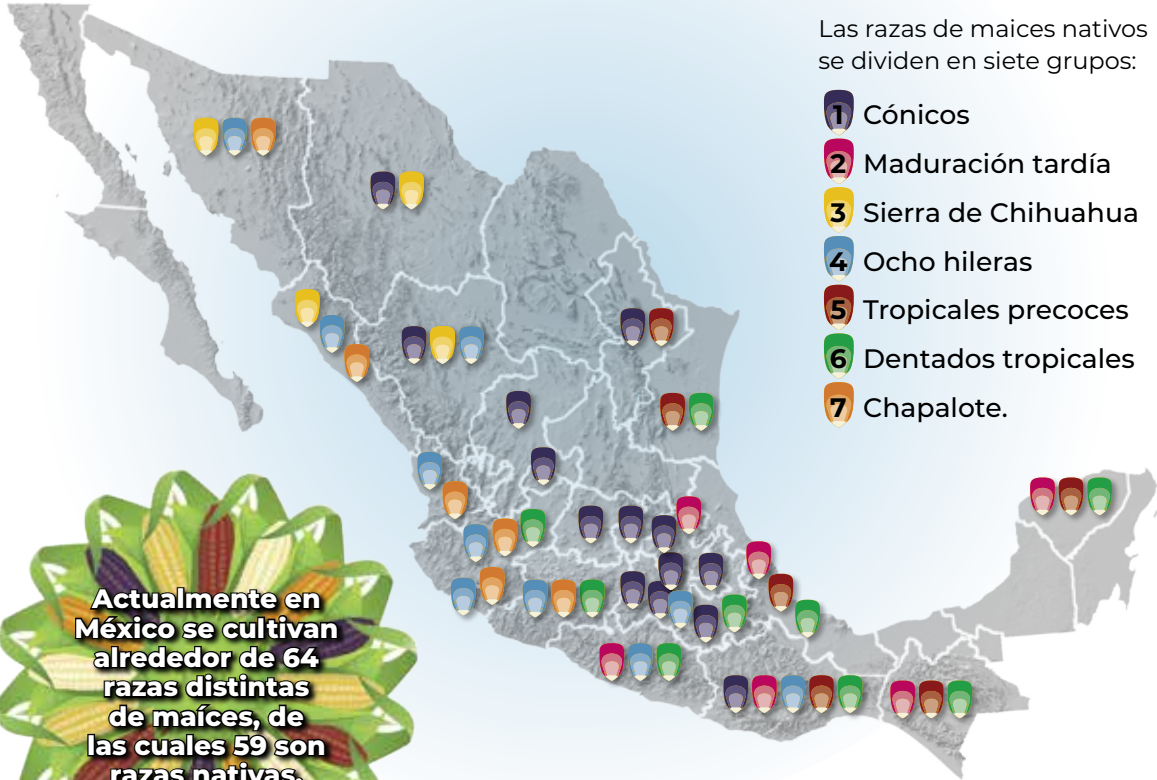 Las razas de maices nativos
se dividen en siete grupos:
1 Cónicos
2 Maduración tardía
3 Sierra de Chihuahua
4 Ocho hileras
5 Tropicales precoces
6 Dentados tropicales
7 Chapalote.
Actualmente en
México se cultivan
alrededor de 64
razas distintas
de maíces, de
las cuales 59 son
razas nativas.